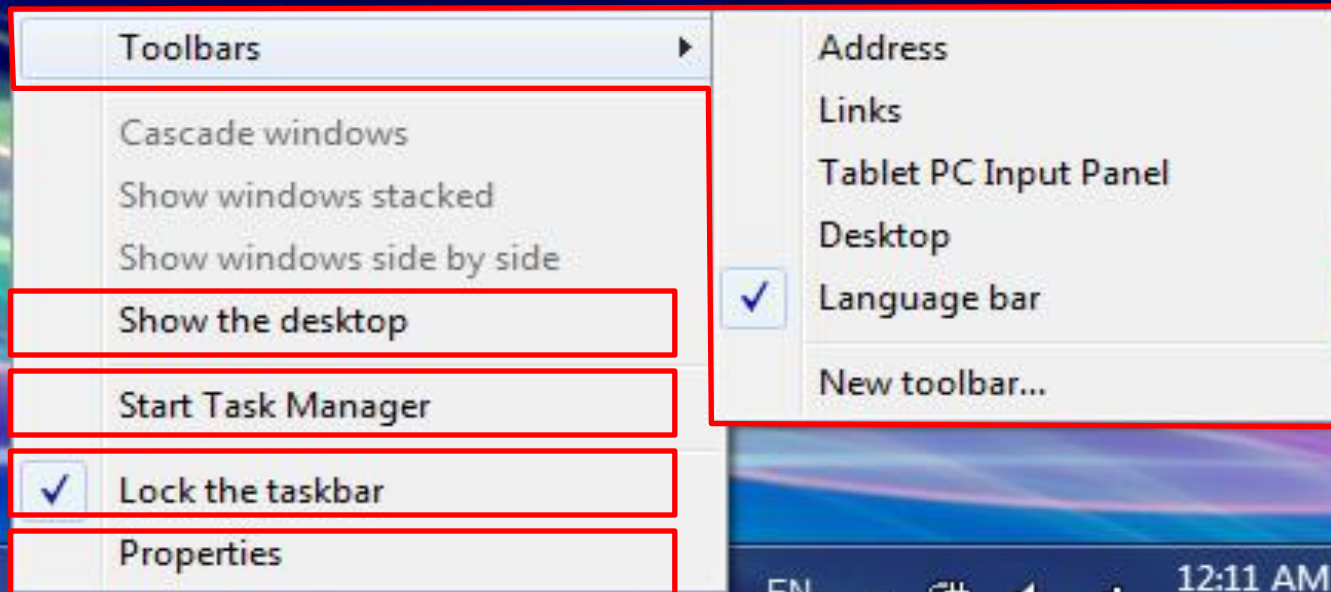 Toolbars
Cascade windows
Show windows stacked
Show windows side by side
Show the desktop
Start Task Manager
Lock the taskbar
Properties
Address
Links
Tablet PC Input Panel
Desktop
Language bar
New toolbar...
EN
12:11 AM